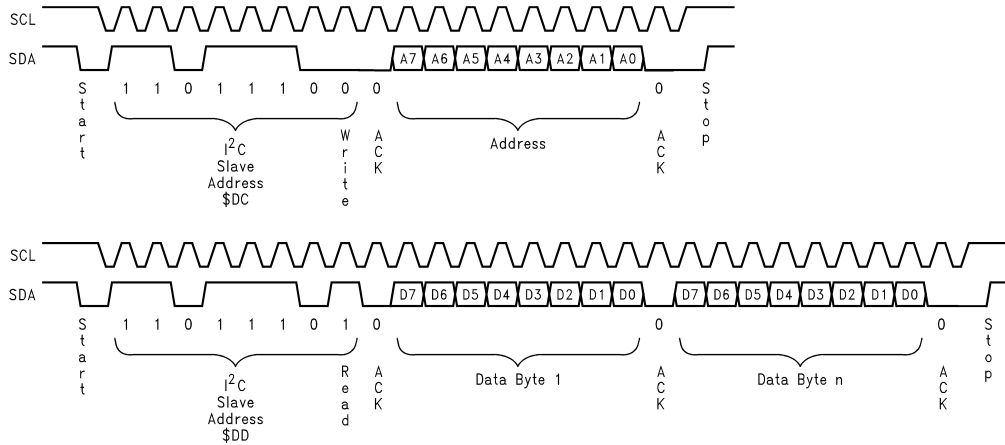 SCL
SDA A7 A6 A5 A4 A3 A2 A1 A0
1 1 0 1 1 1 0 0 0 0
Start
I²C
Slave
Address
$DC
Write
ACK
Address
ACK
Stop
SCL
SDA D7 D6 D5 D4 D3 D2 D1 D0 D7 D6 D5 D4 D3 D2 D1 D0
1 1 0 1 1 1 0 1 0 0 0
Start
I²C
Slave
Address
$DD
Read
ACK
Data Byte 1
ACK
Data Byte n
ACK
Stop